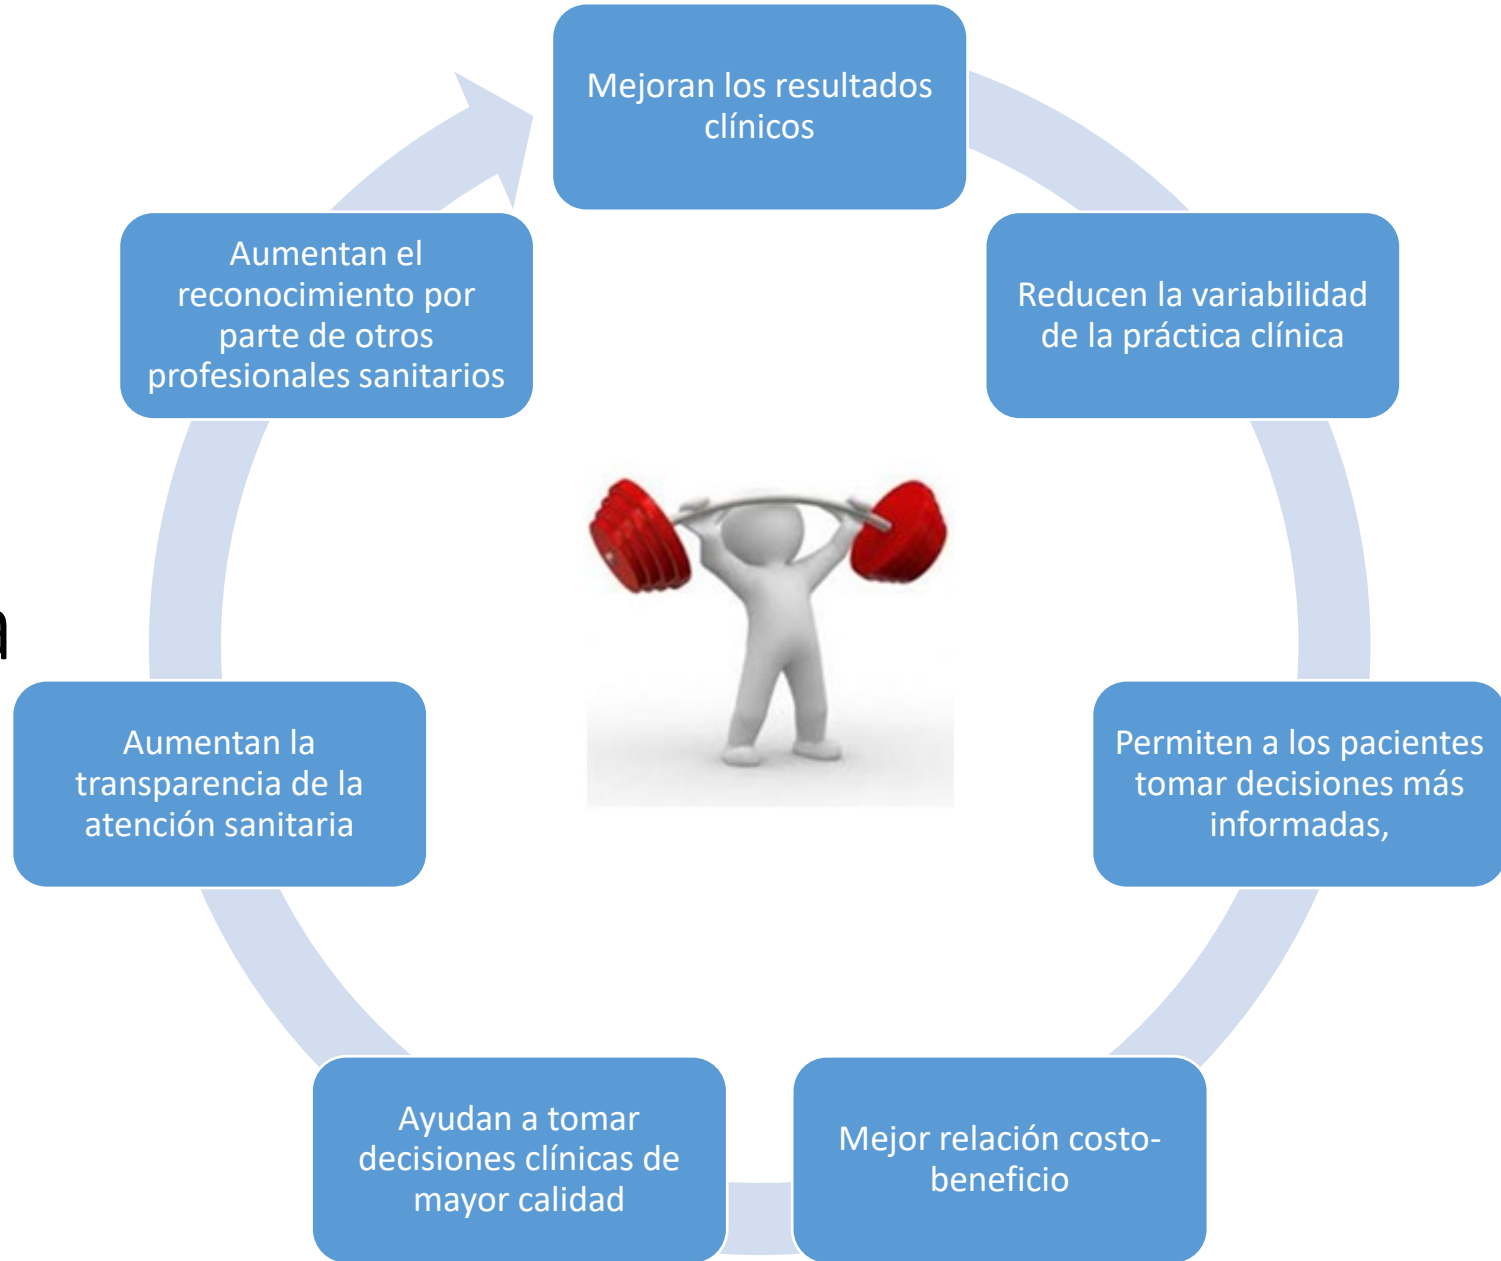 Mejoran los resultados
clínicos
Reducen la variabilidad
de la práctica clínica
Permiten a los pacientes
tomar decisiones más
informadas,
Mejor relación costo-
beneficio
Ayudan a tomar
decisiones clínicas de
mayor calidad
Aumentan la
transparencia de la
atención sanitaria
Aumentan el
reconocimiento por
parte de otros
profesionales sanitarios